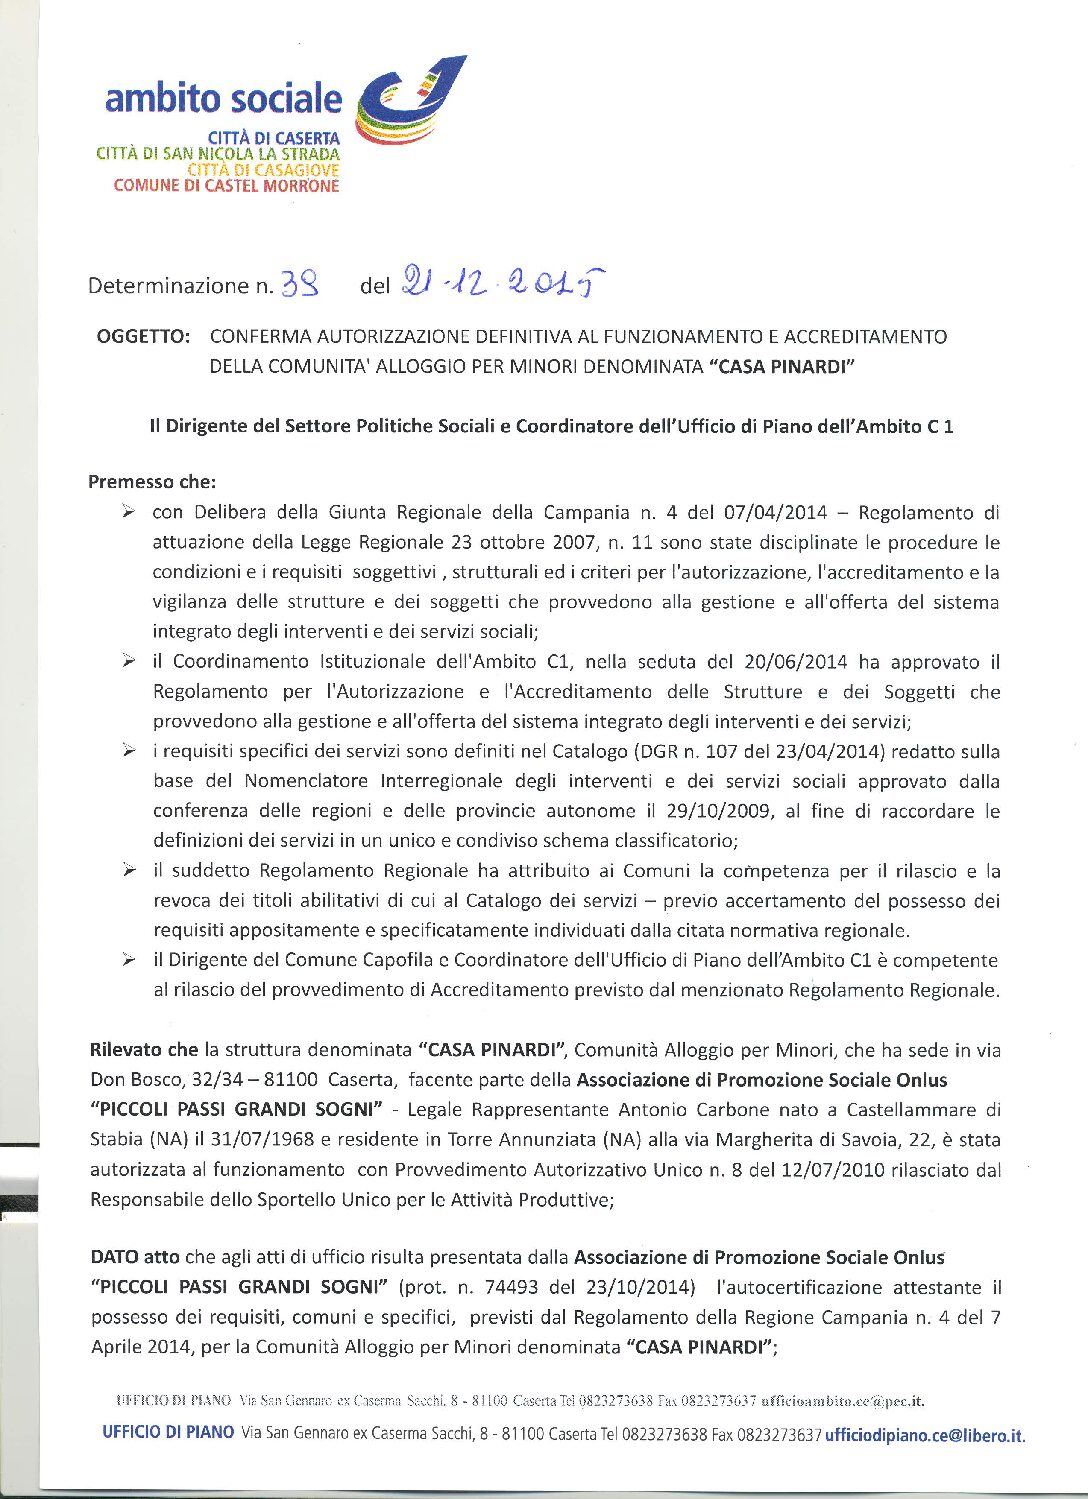 ambito sociale
CITTÀ DI CASERTA
CITTÀ DI SAN NICOLA LA STRADA
CITTÀ DI CASAGIOVE
COMUNE DI CASTEL MORRONE
Determinazione n. 39 del 21-12-2015
OGGETTO: CONFERMA AUTORIZZAZIONE DEFINITIVA AL FUNZIONAMENTO E ACCREDITAMENTO
DELLA COMUNITA' ALLOGGIO PER MINORI DENOMINATA "CASA PINARDI"
Il Dirigente del Settore Politiche Sociali e Coordinatore dell'Ufficio di Piano dell'Ambito C 1
Premesso che:
➢ con Delibera della Giunta Regionale della Campania n. 4 del 07/04/2014 – Regolamento di
attuazione della Legge Regionale 23 ottobre 2007, n. 11 sono state disciplinate le procedure le
condizioni e i requisiti soggettivi , strutturali ed i criteri per l'autorizzazione, l'accreditamento e la
vigilanza delle strutture e dei soggetti che provvedono alla gestione e all'offerta del sistema
integrato degli interventi e dei servizi sociali;
➢ il Coordinamento Istituzionale dell'Ambito C1, nella seduta del 20/06/2014 ha approvato il
Regolamento per l'Autorizzazione e l'Accreditamento delle Strutture e dei Soggetti che
provvedono alla gestione e all'offerta del sistema integrato degli interventi e dei servizi;
➢ i requisiti specifici dei servizi sono definiti nel Catalogo (DGR n. 107 del 23/04/2014) redatto sulla
base del Nomenclatore Interregionale degli interventi e dei servizi sociali approvato dalla
conferenza delle regioni e delle provincie autonome il 29/10/2009, al fine di raccordare le
definizioni dei servizi in un unico e condiviso schema classificatorio;
➢ il suddetto Regolamento Regionale ha attribuito ai Comuni la competenza per il rilascio e la
revoca dei titoli abilitativi di cui al Catalogo dei servizi – previo accertamento del possesso dei
requisiti appositamente e specificatamente individuati dalla citata normativa regionale.
➢ il Dirigente del Comune Capofila e Coordinatore dell'Ufficio di Piano dell'Ambito C1 è competente
al rilascio del provvedimento di Accreditamento previsto dal menzionato Regolamento Regionale.
Rilevato che la struttura denominata "CASA PINARDI", Comunità Alloggio per Minori, che ha sede in via
Don Bosco, 32/34 – 81100 Caserta, facente parte della Associazione di Promozione Sociale Onlus
"PICCOLI PASSI GRANDI SOGNI" - Legale Rappresentante Antonio Carbone nato a Castellammare di
Stabia (NA) il 31/07/1968 e residente in Torre Annunziata (NA) alla via Margherita di Savoia, 22, è stata
autorizzata al funzionamento con Provvedimento Autorizzativo Unico n. 8 del 12/07/2010 rilasciato dal
Responsabile dello Sportello Unico per le Attività Produttive;
DATO atto che agli atti di ufficio risulta presentata dalla Associazione di Promozione Sociale Onlus
"PICCOLI PASSI GRANDI SOGNI" (prot. n. 74493 del 23/10/2014) l'autocertificazione attestante il
possesso dei requisiti, comuni e specifici, previsti dal Regolamento della Regione Campania n. 4 del 7
Aprile 2014, per la Comunità Alloggio per Minori denominata "CASA PINARDI";
UFFICIO DI PIANO Via San Gennaro ex Caserma Sacchi, 8 - 81100 Caserta Tel 0823273638 Fax 0823273637 ufficioambito.ce@pec.it.
UFFICIO DI PIANO Via San Gennaro ex Caserma Sacchi, 8 - 81100 Caserta Tel 0823273638 Fax 0823273637 ufficiodipiano.ce@libero.it.